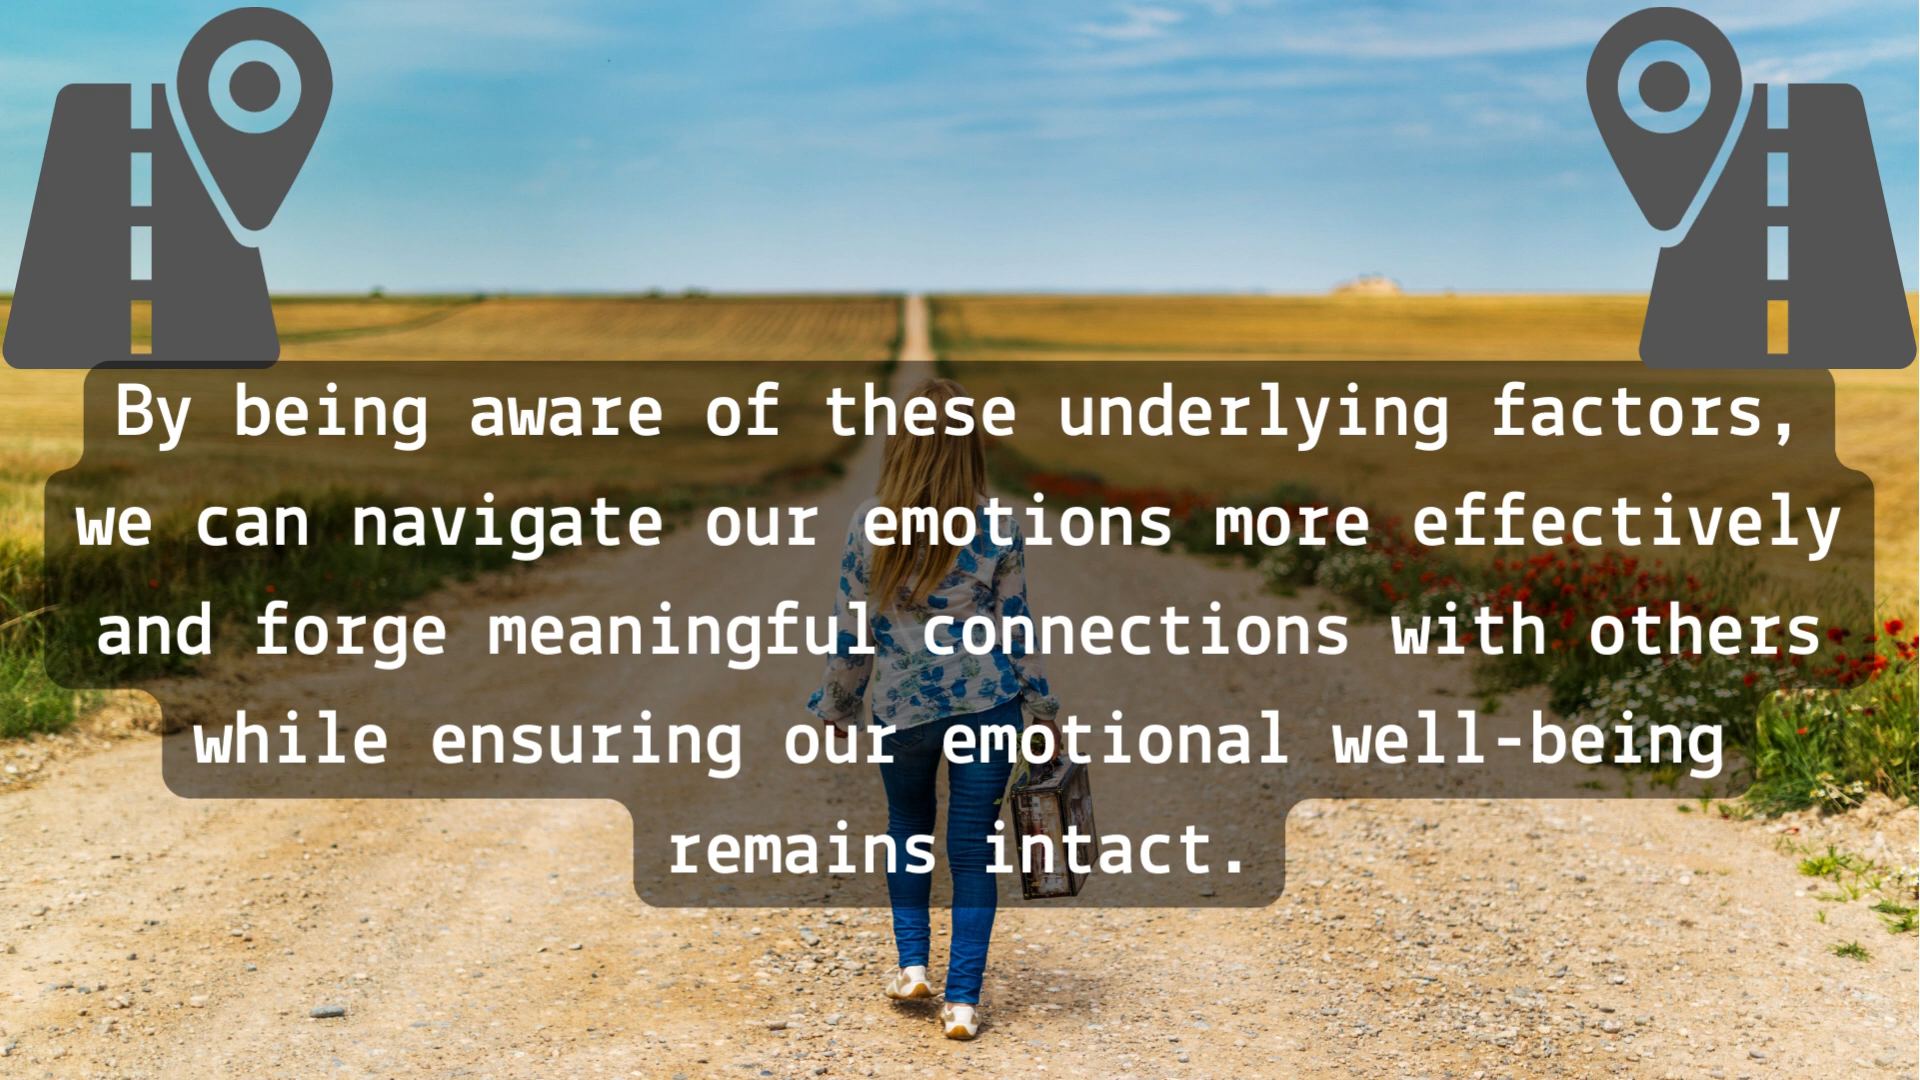 By being aware of these underlying factors,
we can navigate our emotions more effectively
and forge meaningful connections with others
while ensuring our emotional well-being
remains intact.